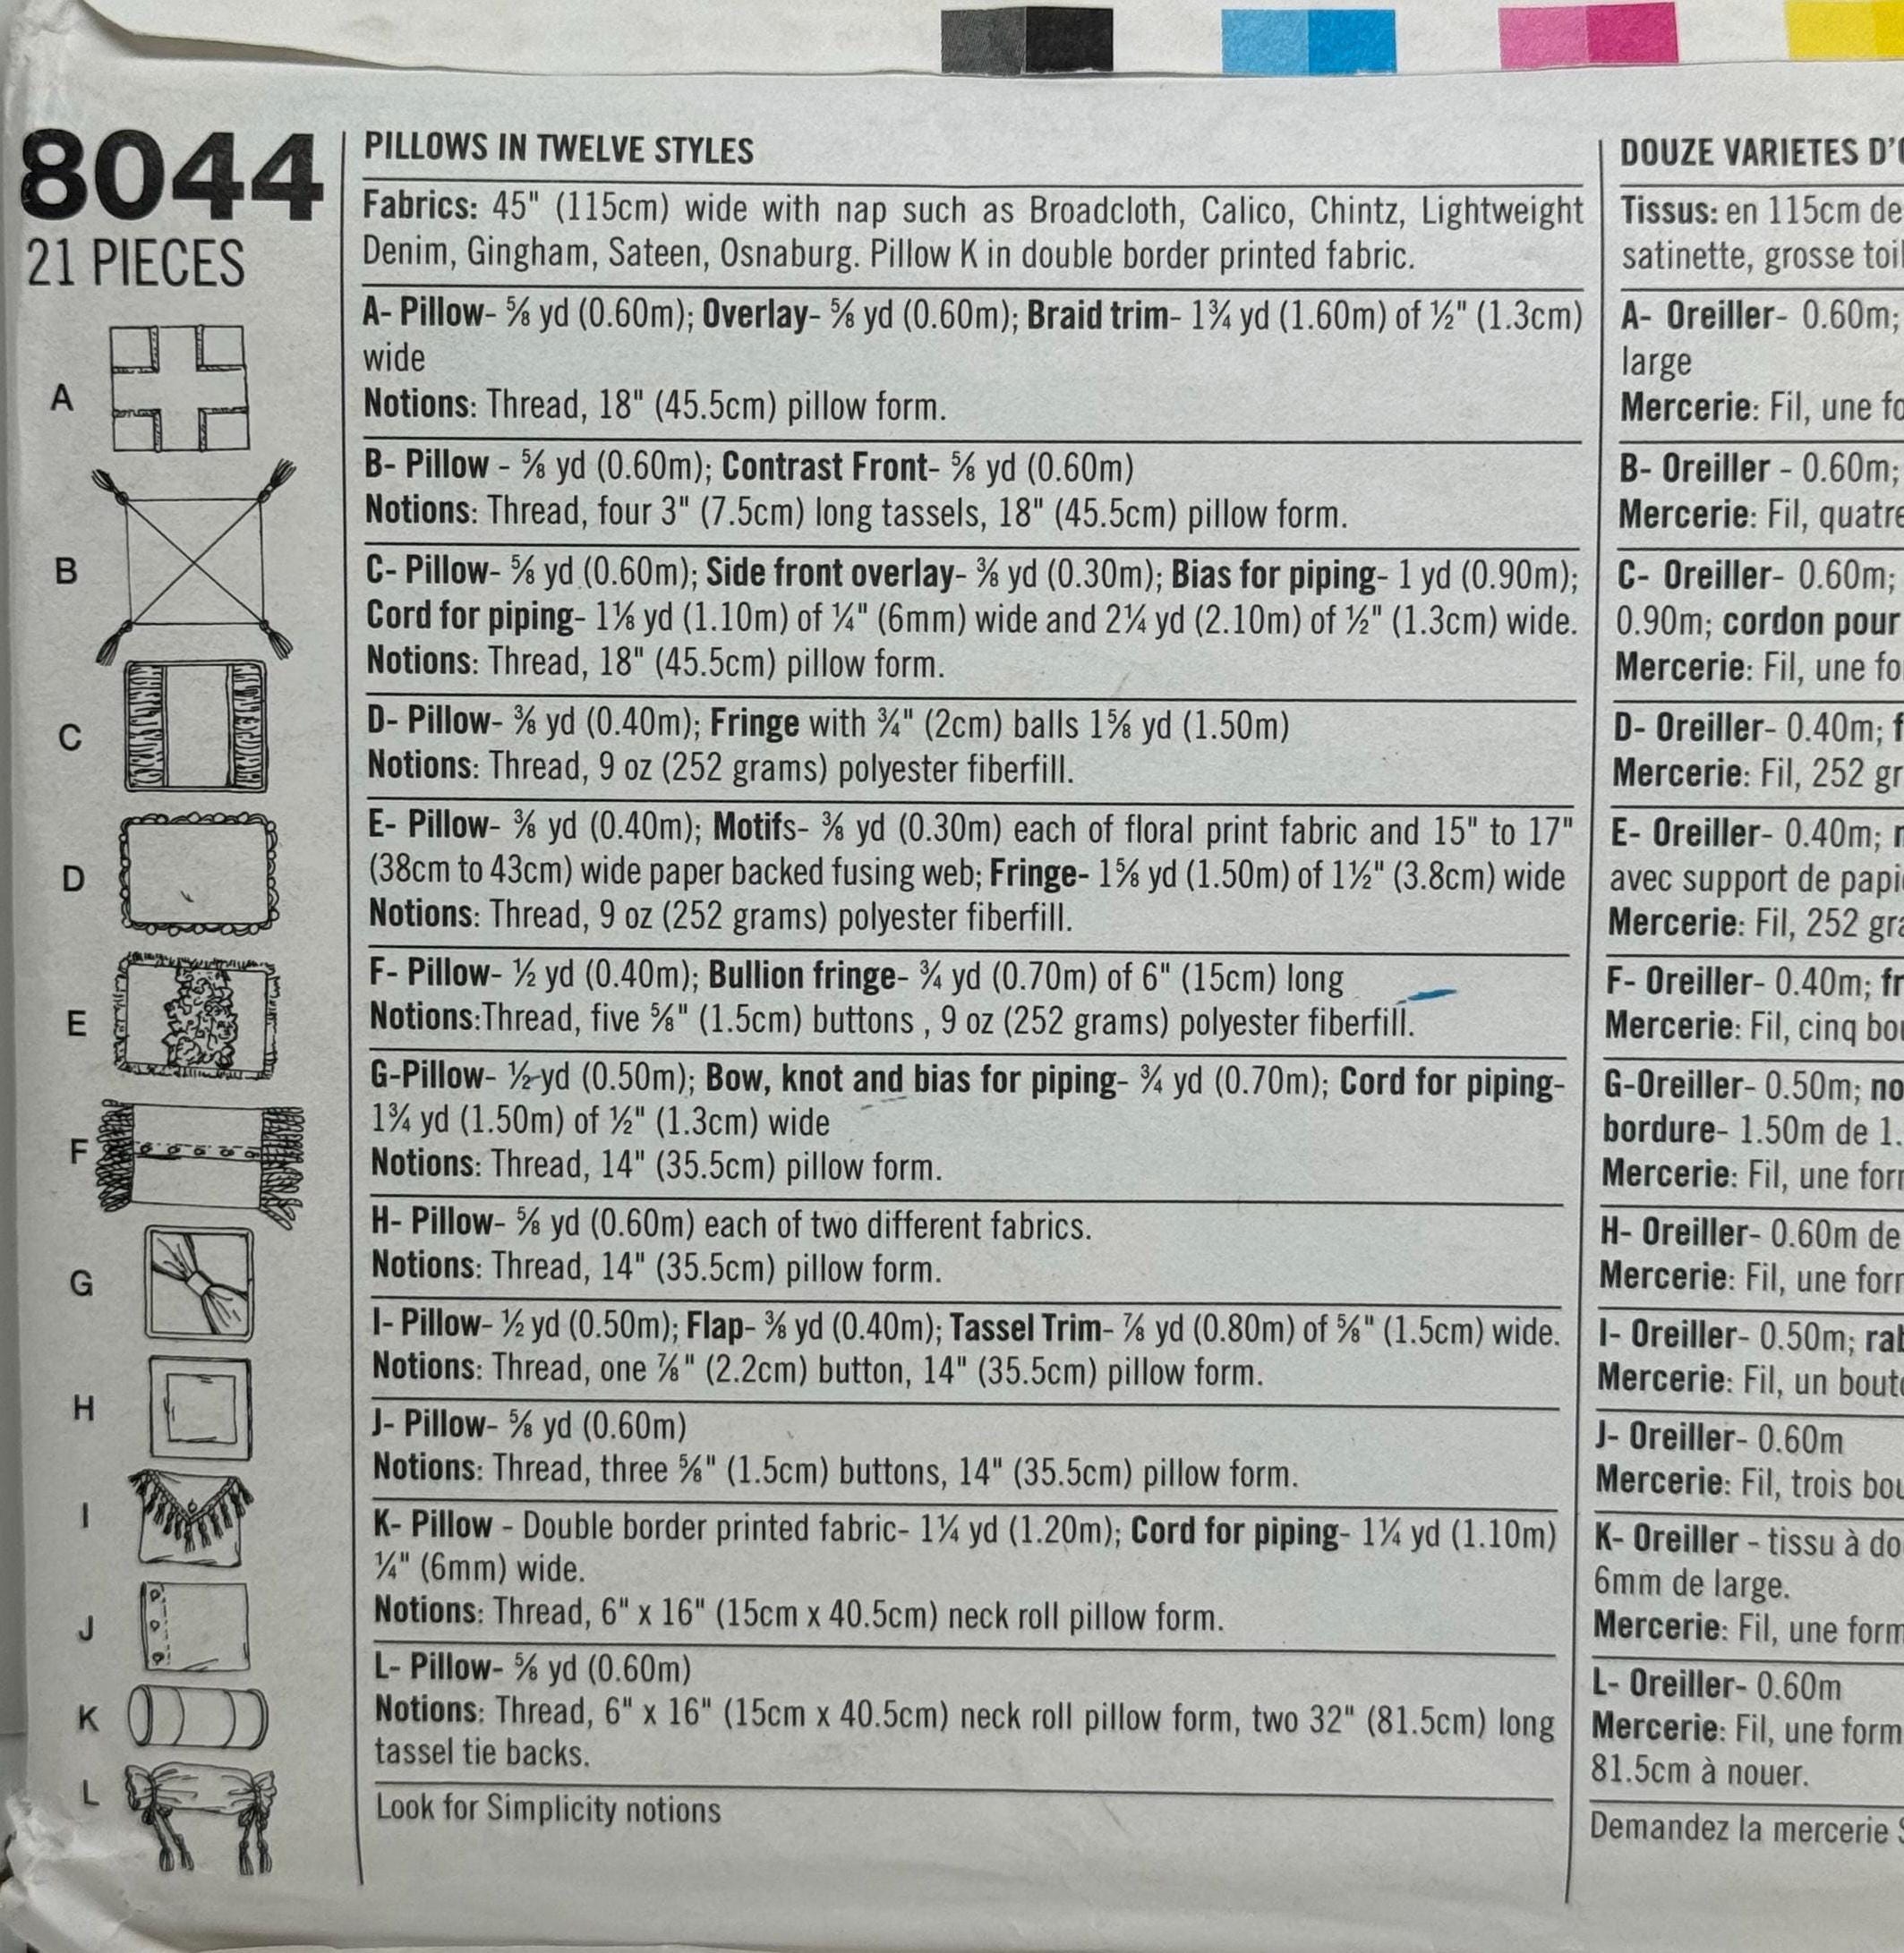 8044
21 PIECES
A
B
C
D
E
F
G
H
I
J
K
L
PILLOWS IN TWELVE STYLES
Fabrics: 45" (115cm) wide with nap such as Broadcloth, Calico, Chintz, Lightweight
Denim, Gingham, Sateen, Osnaburg. Pillow K in double border printed fabric.
A- Pillow- ⅝ yd (0.60m); Overlay- ⅝ yd (0.60m); Braid trim- 1¾ yd (1.60m) of ½" (1.3cm)
wide
Notions: Thread, 18" (45.5cm) pillow form.
B- Pillow - ⅝ yd (0.60m); Contrast Front- ⅝ yd (0.60m)
Notions: Thread, four 3" (7.5cm) long tassels, 18" (45.5cm) pillow form.
C- Pillow- ⅝ yd (0.60m); Side front overlay- ⅜ yd (0.30m); Bias for piping- 1 yd (0.90m);
Cord for piping- 1⅛ yd (1.10m) of ¼" (6mm) wide and 2¼ yd (2.10m) of ½" (1.3cm) wide.
Notions: Thread, 18" (45.5cm) pillow form.
D- Pillow- ⅜ yd (0.40m); Fringe with ¾" (2cm) balls 1⅝ yd (1.50m)
Notions: Thread, 9 oz (252 grams) polyester fiberfill.
E- Pillow- ⅜ yd (0.40m); Motifs- ⅜ yd (0.30m) each of floral print fabric and 15" to 17"
(38cm to 43cm) wide paper backed fusing web; Fringe- 1⅝ yd (1.50m) of 1½" (3.8cm) wide
Notions: Thread, 9 oz (252 grams) polyester fiberfill.
F- Pillow- ½ yd (0.40m); Bullion fringe- ¾ yd (0.70m) of 6" (15cm) long
Notions:Thread, five ⅝" (1.5cm) buttons , 9 oz (252 grams) polyester fiberfill.
G-Pillow- ½ yd (0.50m); Bow, knot and bias for piping- ¾ yd (0.70m); Cord for piping-
1¾ yd (1.50m) of ½" (1.3cm) wide
Notions: Thread, 14" (35.5cm) pillow form.
H- Pillow- ⅝ yd (0.60m) each of two different fabrics.
Notions: Thread, 14" (35.5cm) pillow form.
I- Pillow- ½ yd (0.50m); Flap- ⅜ yd (0.40m); Tassel Trim- ⅞ yd (0.80m) of ⅝" (1.5cm) wide.
Notions: Thread, one ⅞" (2.2cm) button, 14" (35.5cm) pillow form.
J- Pillow- ⅝ yd (0.60m)
Notions: Thread, three ⅝" (1.5cm) buttons, 14" (35.5cm) pillow form.
K- Pillow - Double border printed fabric- 1¼ yd (1.20m); Cord for piping- 1¼ yd (1.10m)
¼" (6mm) wide.
Notions: Thread, 6" x 16" (15cm x 40.5cm) neck roll pillow form.
L- Pillow- ⅝ yd (0.60m)
Notions: Thread, 6" x 16" (15cm x 40.5cm) neck roll pillow form, two 32" (81.5cm) long
tassel tie backs.
Look for Simplicity notions
DOUZE VARIETES
Tissus: en 115cm de
satinette, grosse
A- Oreiller- 0.60m;
large
Mercerie: Fil, une
B- Oreiller - 0.60m;
Mercerie: Fil, quatre
C- Oreiller- 0.60m;
0.90m; cordon pour
Mercerie: Fil, une
D- Oreiller- 0.40m;
Mercerie: Fil, 252
E- Oreiller- 0.40m;
avec support de
Mercerie: Fil, 252
F- Oreiller- 0.40m;
Mercerie: Fil, cinq
G-Oreiller- 0.50m;
bordure- 1.50m de
Mercerie: Fil, une
H- Oreiller- 0.60m de
Mercerie: Fil, une
I- Oreiller- 0.50m;
Mercerie: Fil, un
J- Oreiller- 0.60m
Mercerie: Fil, trois
K- Oreiller - tissu à
6mm de large.
Mercerie: Fil, une
L- Oreiller- 0.60m
Mercerie: Fil, une
81.5cm à nouer.
Demandez la mercerie